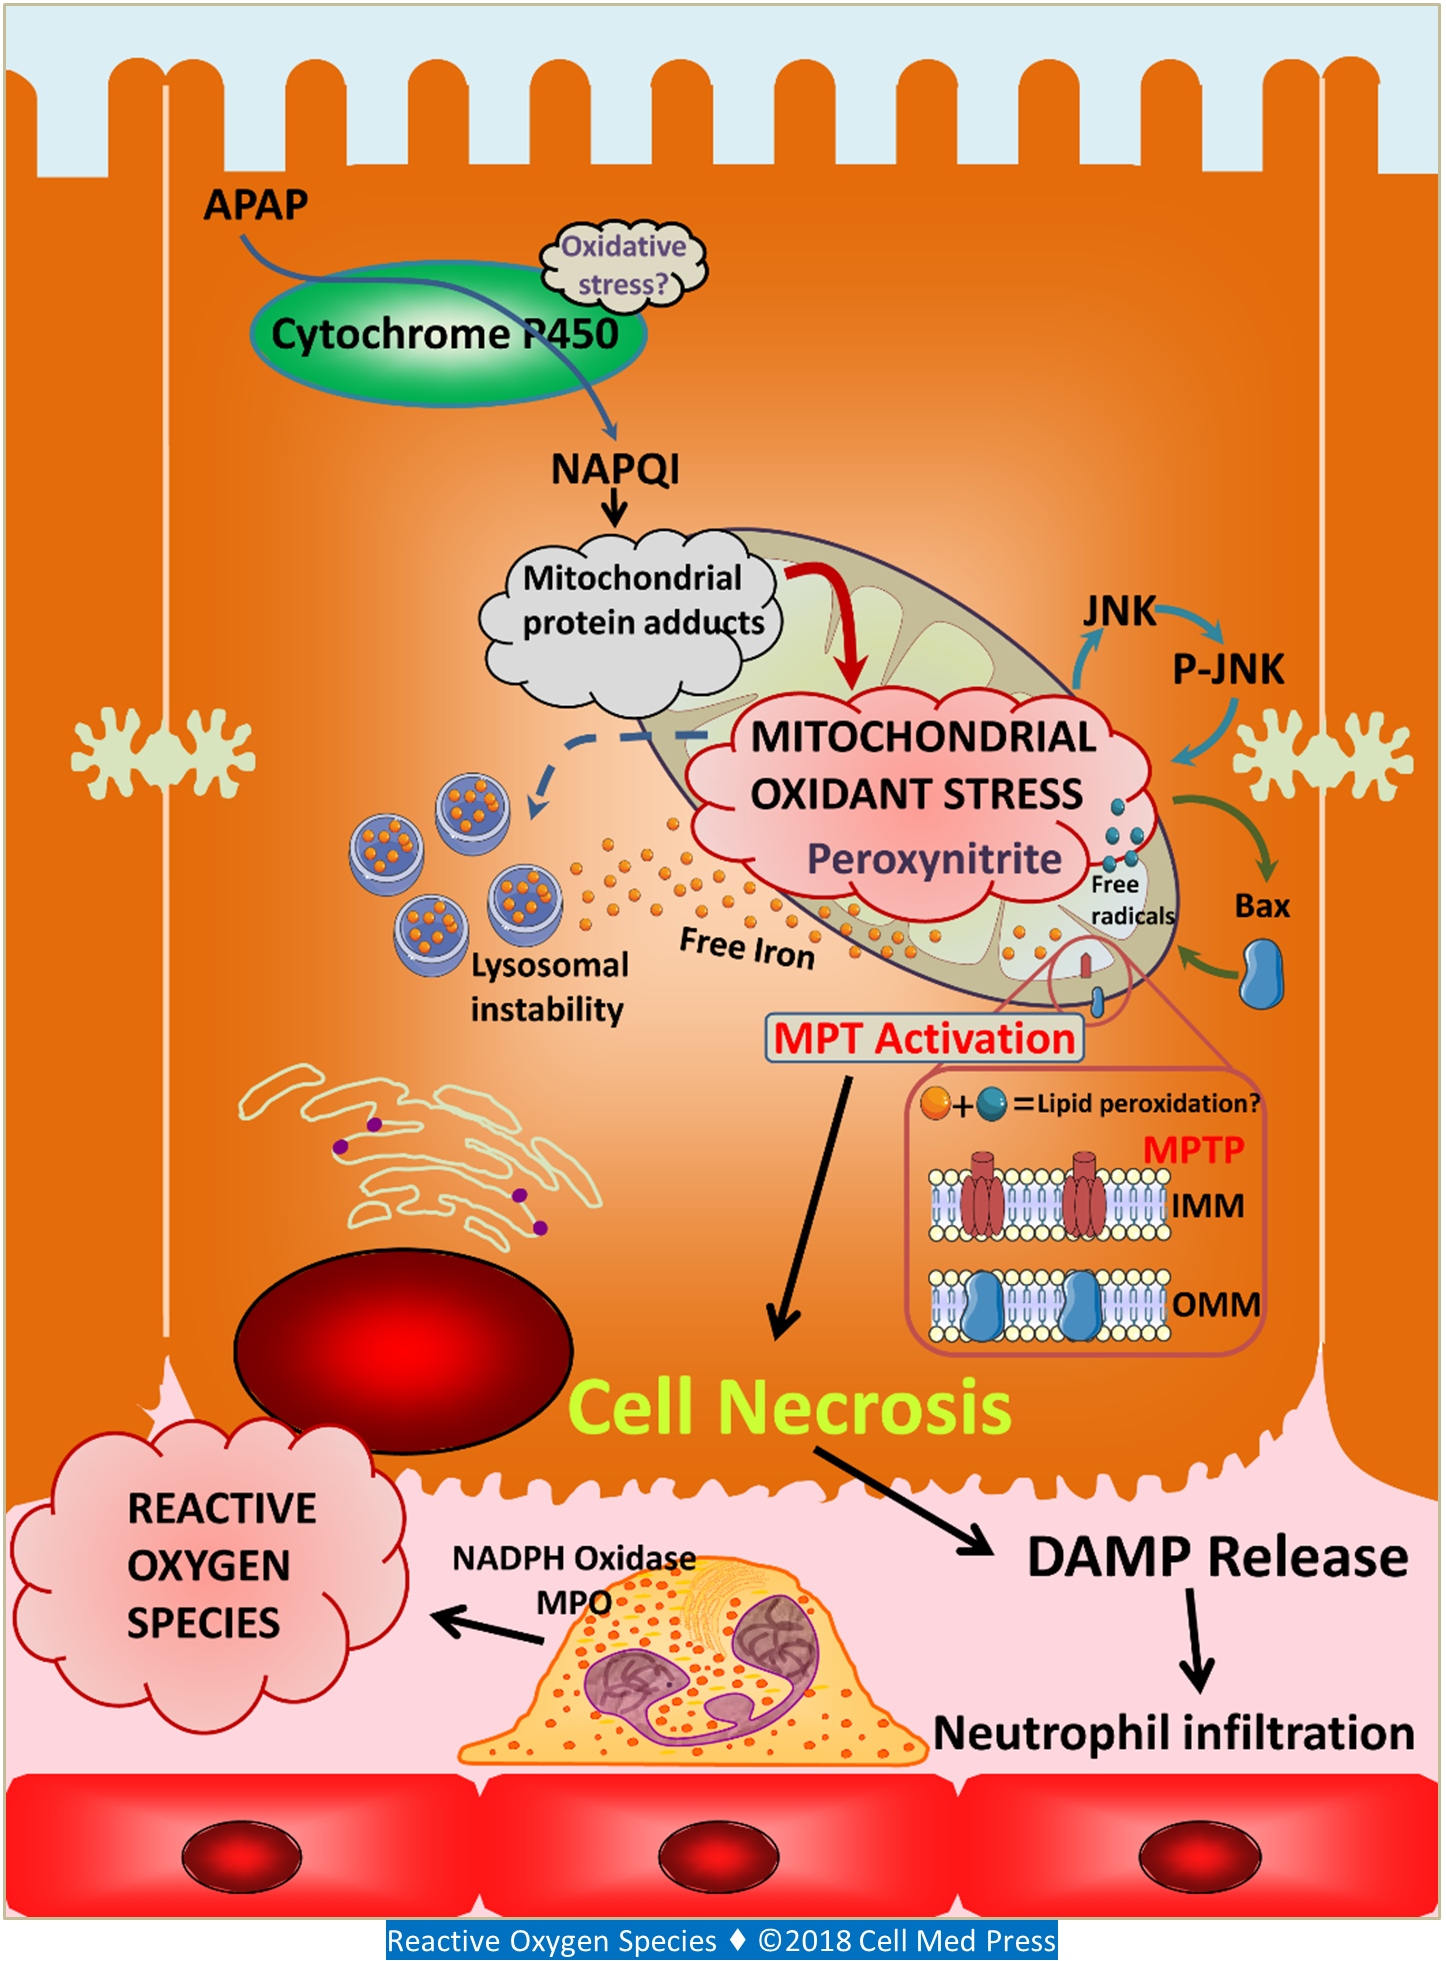 APAP
Oxidative
stress?
Cytochrome P450
NAPQI
Mitochondrial
protein adducts
JNK
P-JNK
MITOCHONDRIAL
OXIDANT STRESS
Peroxynitrite
Free
radicals
Bax
Free Iron
Lysosomal
instability
MPT Activation
+ =Lipid peroxidation?
MPTP
IMM
OMM
Cell Necrosis
REACTIVE
OXYGEN
SPECIES
NADPH Oxidase
MPO
DAMP Release
Neutrophil infiltration
Reactive Oxygen Species ♦ ©2018 Cell Med Press